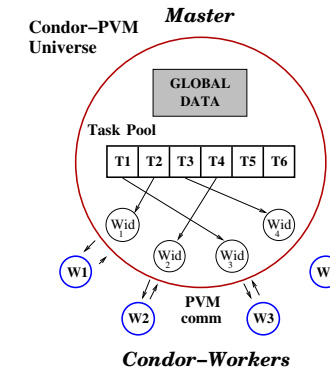 Master
Condor−PVM
Universe
GLOBAL
DATA
Task Pool
T1 T2 T3 T4 T5 T6
Wid
1
Wid
4
Wid
2
Wid
3
W1
W
W2
PVM
comm
W3
Condor−Workers